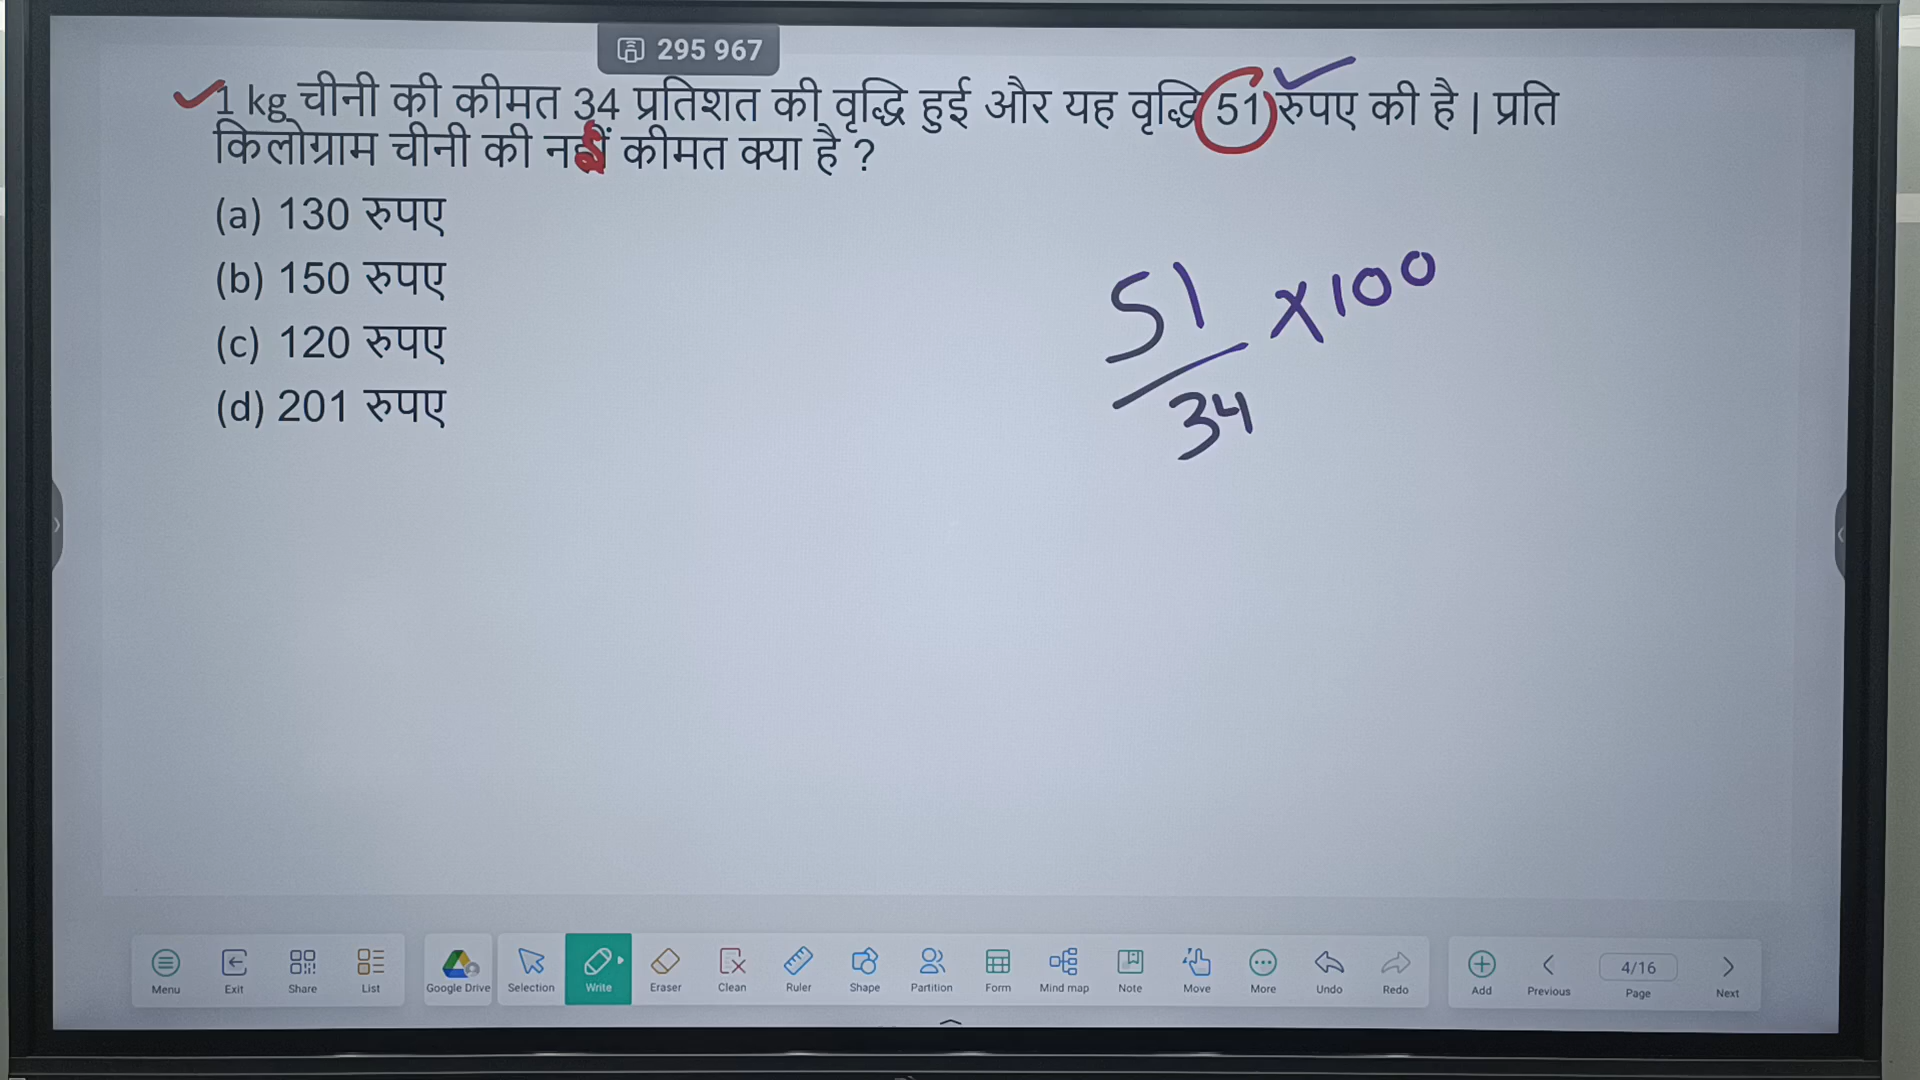 295 967
1 kg चीनी की कीमत 34 प्रतिशत की वृद्धि हुई और यह वृद्धि 51 रुपए की है | प्रति
किलोग्राम चीनी की कीमत क्या है ?
(a) 130 रुपए
(b) 150 रुपए
(c) 120 रुपए
(d) 201 रुपए
51
34
×100
Menu Exit Share List Google Drive Selection Write Eraser Clean Ruler Shape Partition Form Mind map Note Move More Undo Redo Add Previous 4/16 Page Next